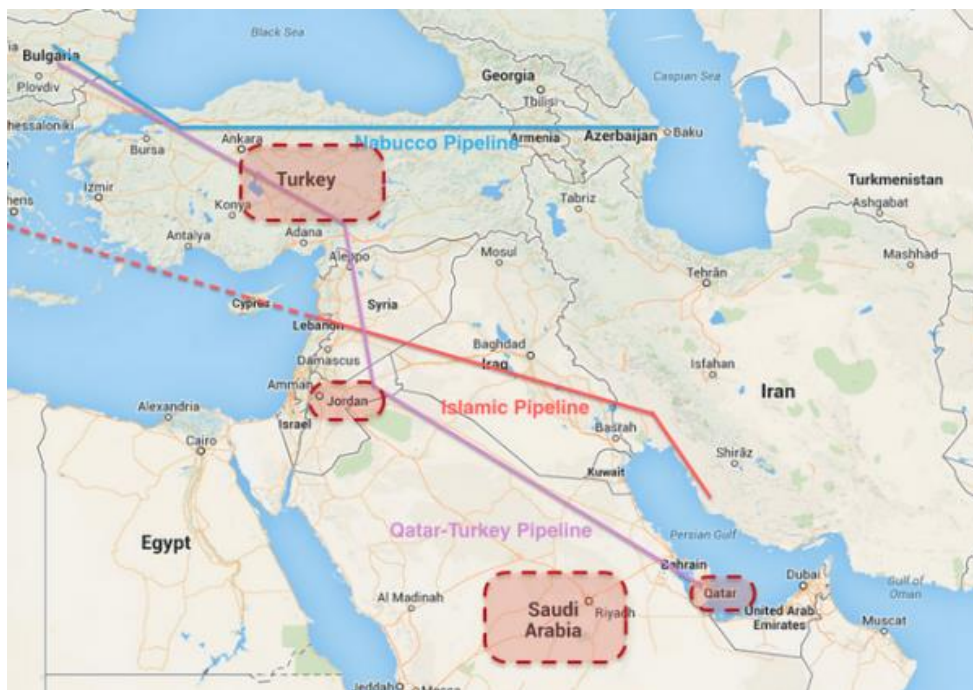 Black Sea
Bulgaria
Plovdiv
Georgia
Caspian Sea
Tbilisi
Thessaloniki
Bursa
Ankara
Armenia
Azerbaijan
Baku
Nabucco Pipeline
Turkey
Izmir
Konya
Turkmenistan
Ashgabat
Tabriz
Antalya
Adana
Aleppo
Mosul
Tehrān
Mashhad
Cyprus
Syria
Lebanon
Damascus
Baghdad
Iraq
Isfahan
Iran
Amman
Jordan
Islamic Pipeline
Alexandria
Israel
Cairo
Basrah
Shirāz
Kuwait
Qatar-Turkey Pipeline
Egypt
Persian Gulf
Bahrain
Dubai
Gulf of
Oman
Qatar
Al Madinah
Saudi
Arabia
Riyadh
United Arab
Emirates
Muscat
Jeddah